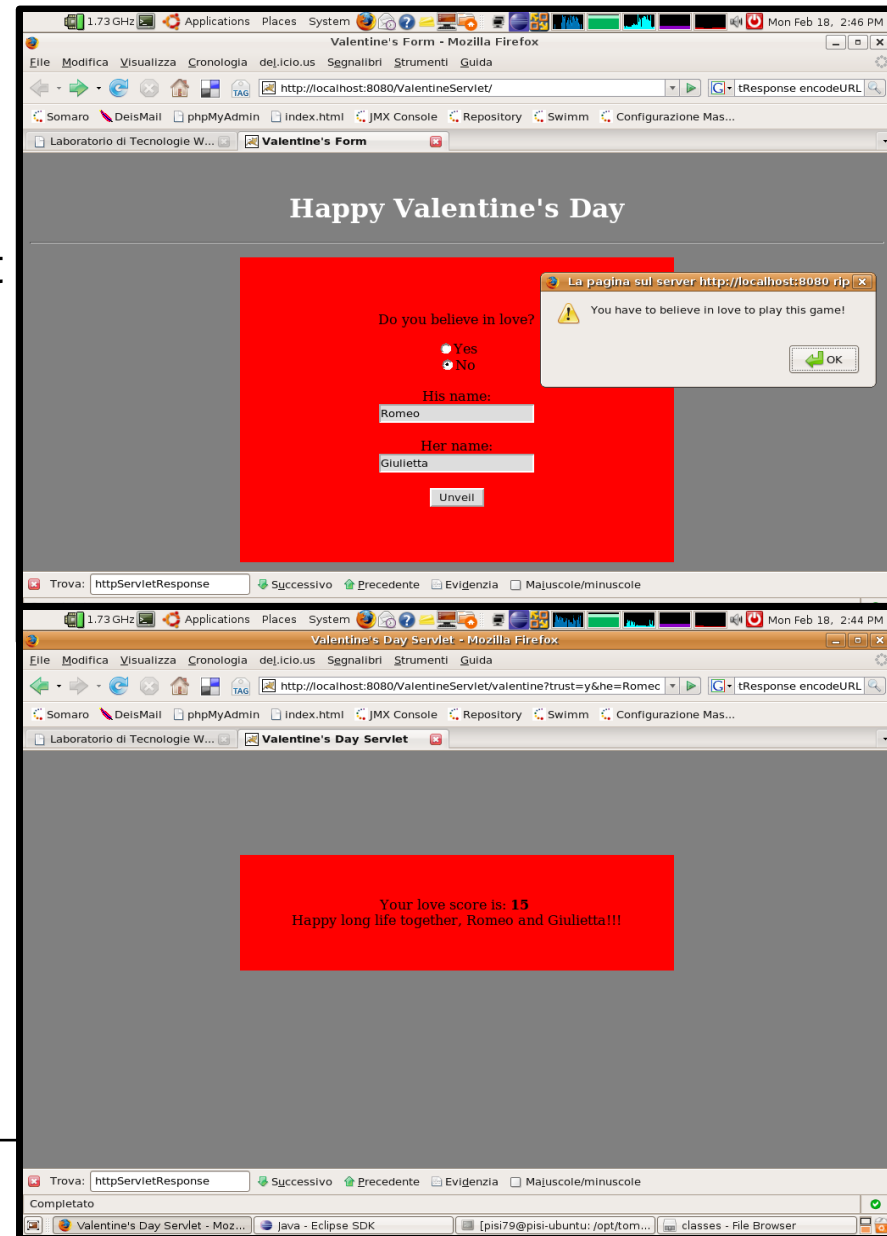 1.73 GHz Applications Places System Mon Feb 18, 2:46 PM
Valentine's Form - Mozilla Firefox
File Modifica Visualizza Cronologia del.icio.us Segnalibri Strumenti Guida
TAG http://localhost:8080/ValentineServlet/ G tResponse encodeURL
Somaro DeisMail phpMyAdmin index.html JMX Console Repository Swimm Configurazione Mas...
Laboratorio di Tecnologie W... Valentine's Form
Happy Valentine's Day
La pagina sul server http://localhost:8080 rip
You have to believe in love to play this game!
OK
Do you believe in love?
Yes
No
His name:
Romeo
Her name:
Giulietta
Unveil
Trova: httpServletResponse Successivo Precedente Evidenzia Maiuscole/minuscole
1.73 GHz Applications Places System Mon Feb 18, 2:44 PM
Valentine's Day Servlet - Mozilla Firefox
File Modifica Visualizza Cronologia del.icio.us Segnalibri Strumenti Guida
TAG http://localhost:8080/ValentineServlet/valentine?trust=y&he=Romec G tResponse encodeURL
Somaro DeisMail phpMyAdmin index.html JMX Console Repository Swimm Configurazione Mas...
Laboratorio di Tecnologie W... Valentine's Day Servlet
Your love score is: 15
Happy long life together, Romeo and Giulietta!!!
Trova: httpServletResponse Successivo Precedente Evidenzia Maiuscole/minuscole
Completato
Valentine's Day Servlet - Moz... Java - Eclipse SDK [pisi79@pisi-ubuntu: /opt/tom... classes - File Browser